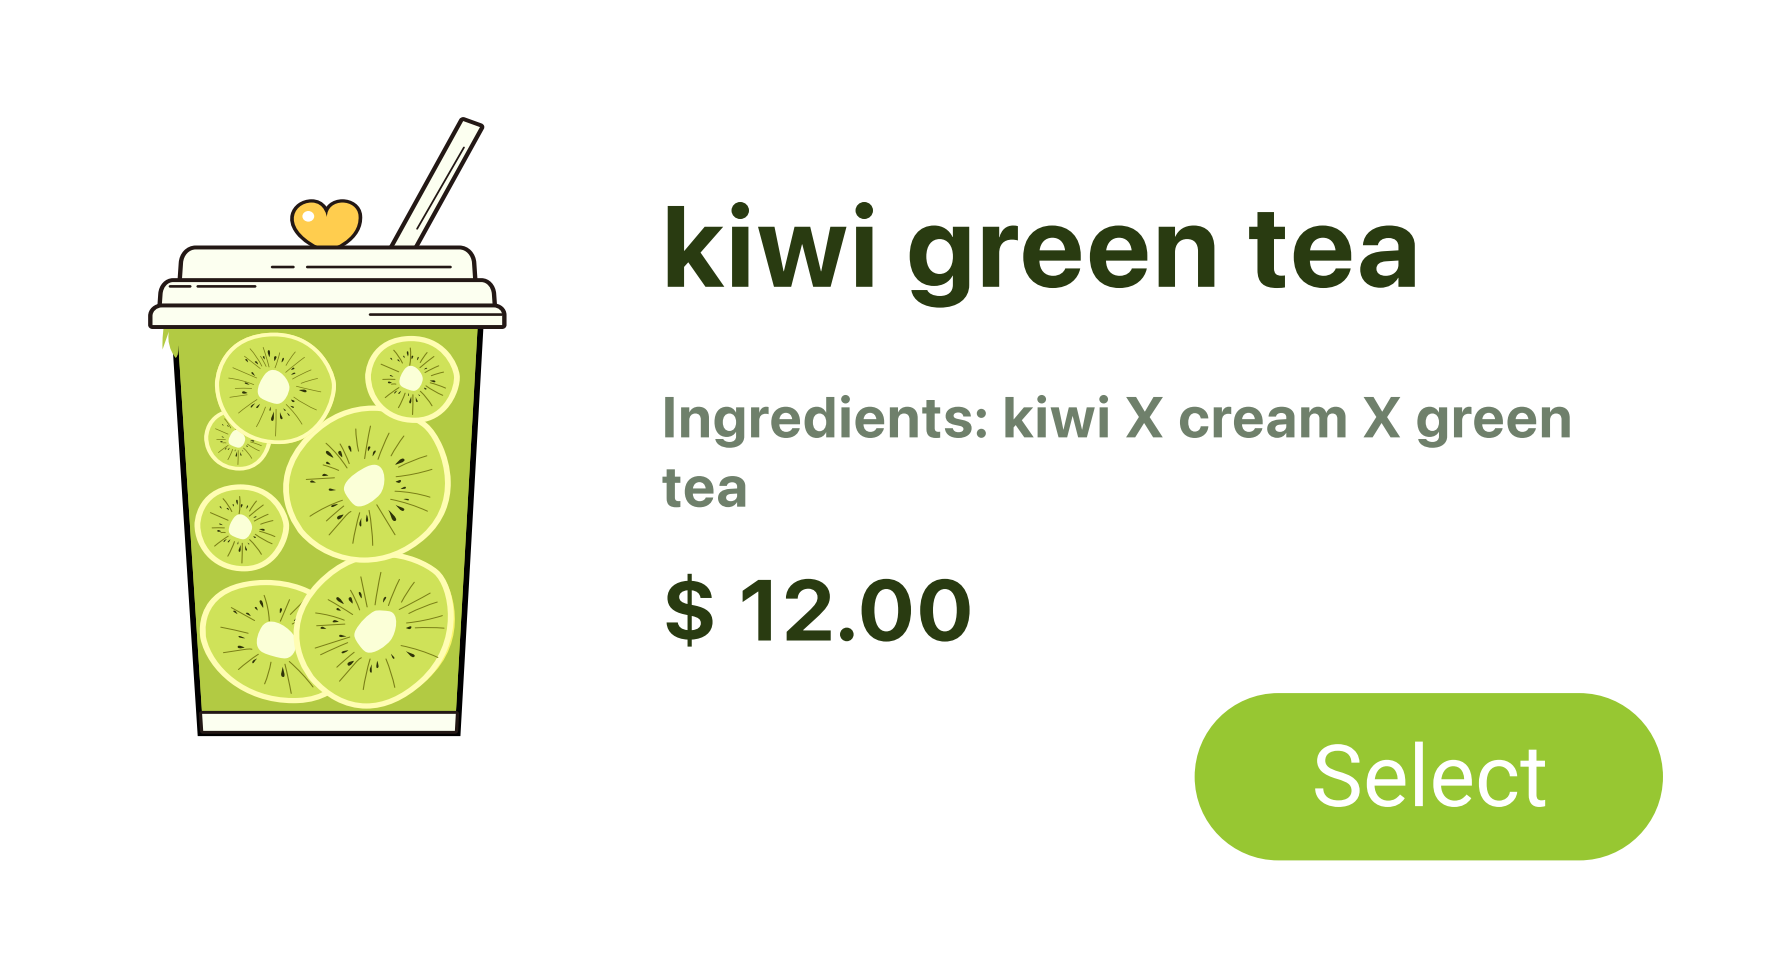 kiwi green tea
Ingredients: kiwi X cream X green
tea
$ 12.00
Select